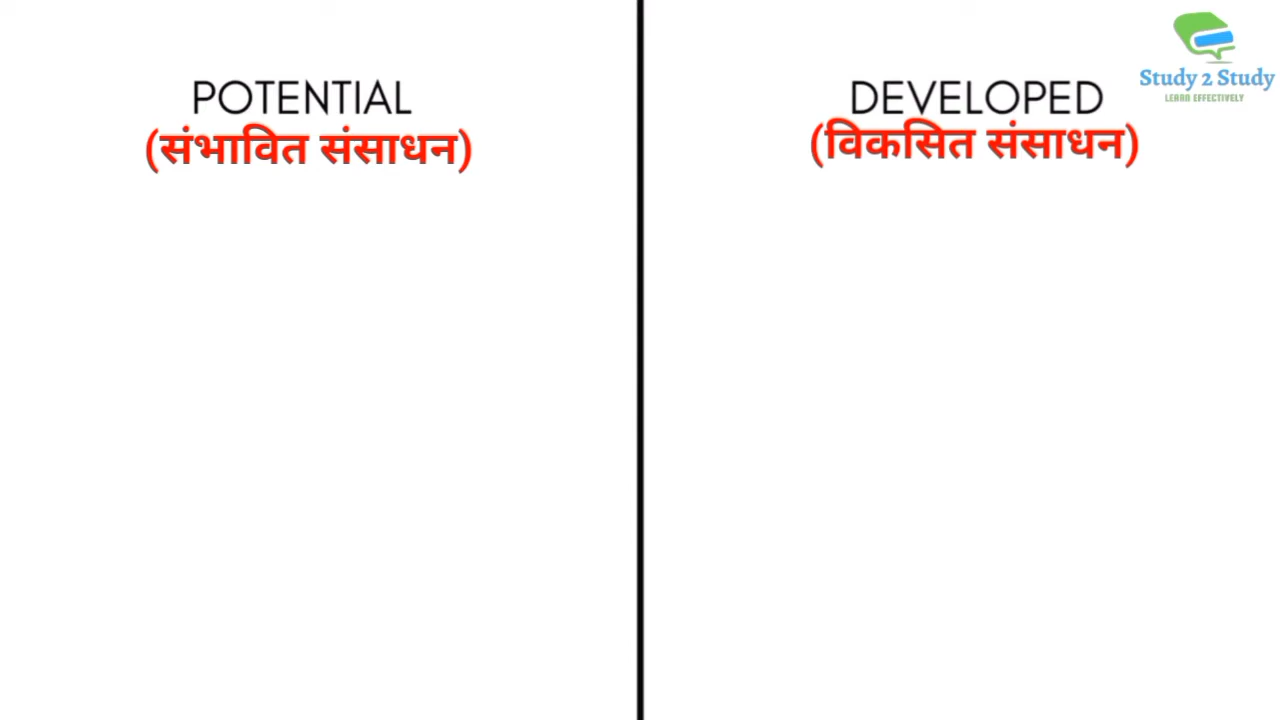 POTENTIAL
(संभावित संसाधन)
DEVELOPED
(विकसित संसाधन)
Study 2 Study
LEARN EFFECTIVELY